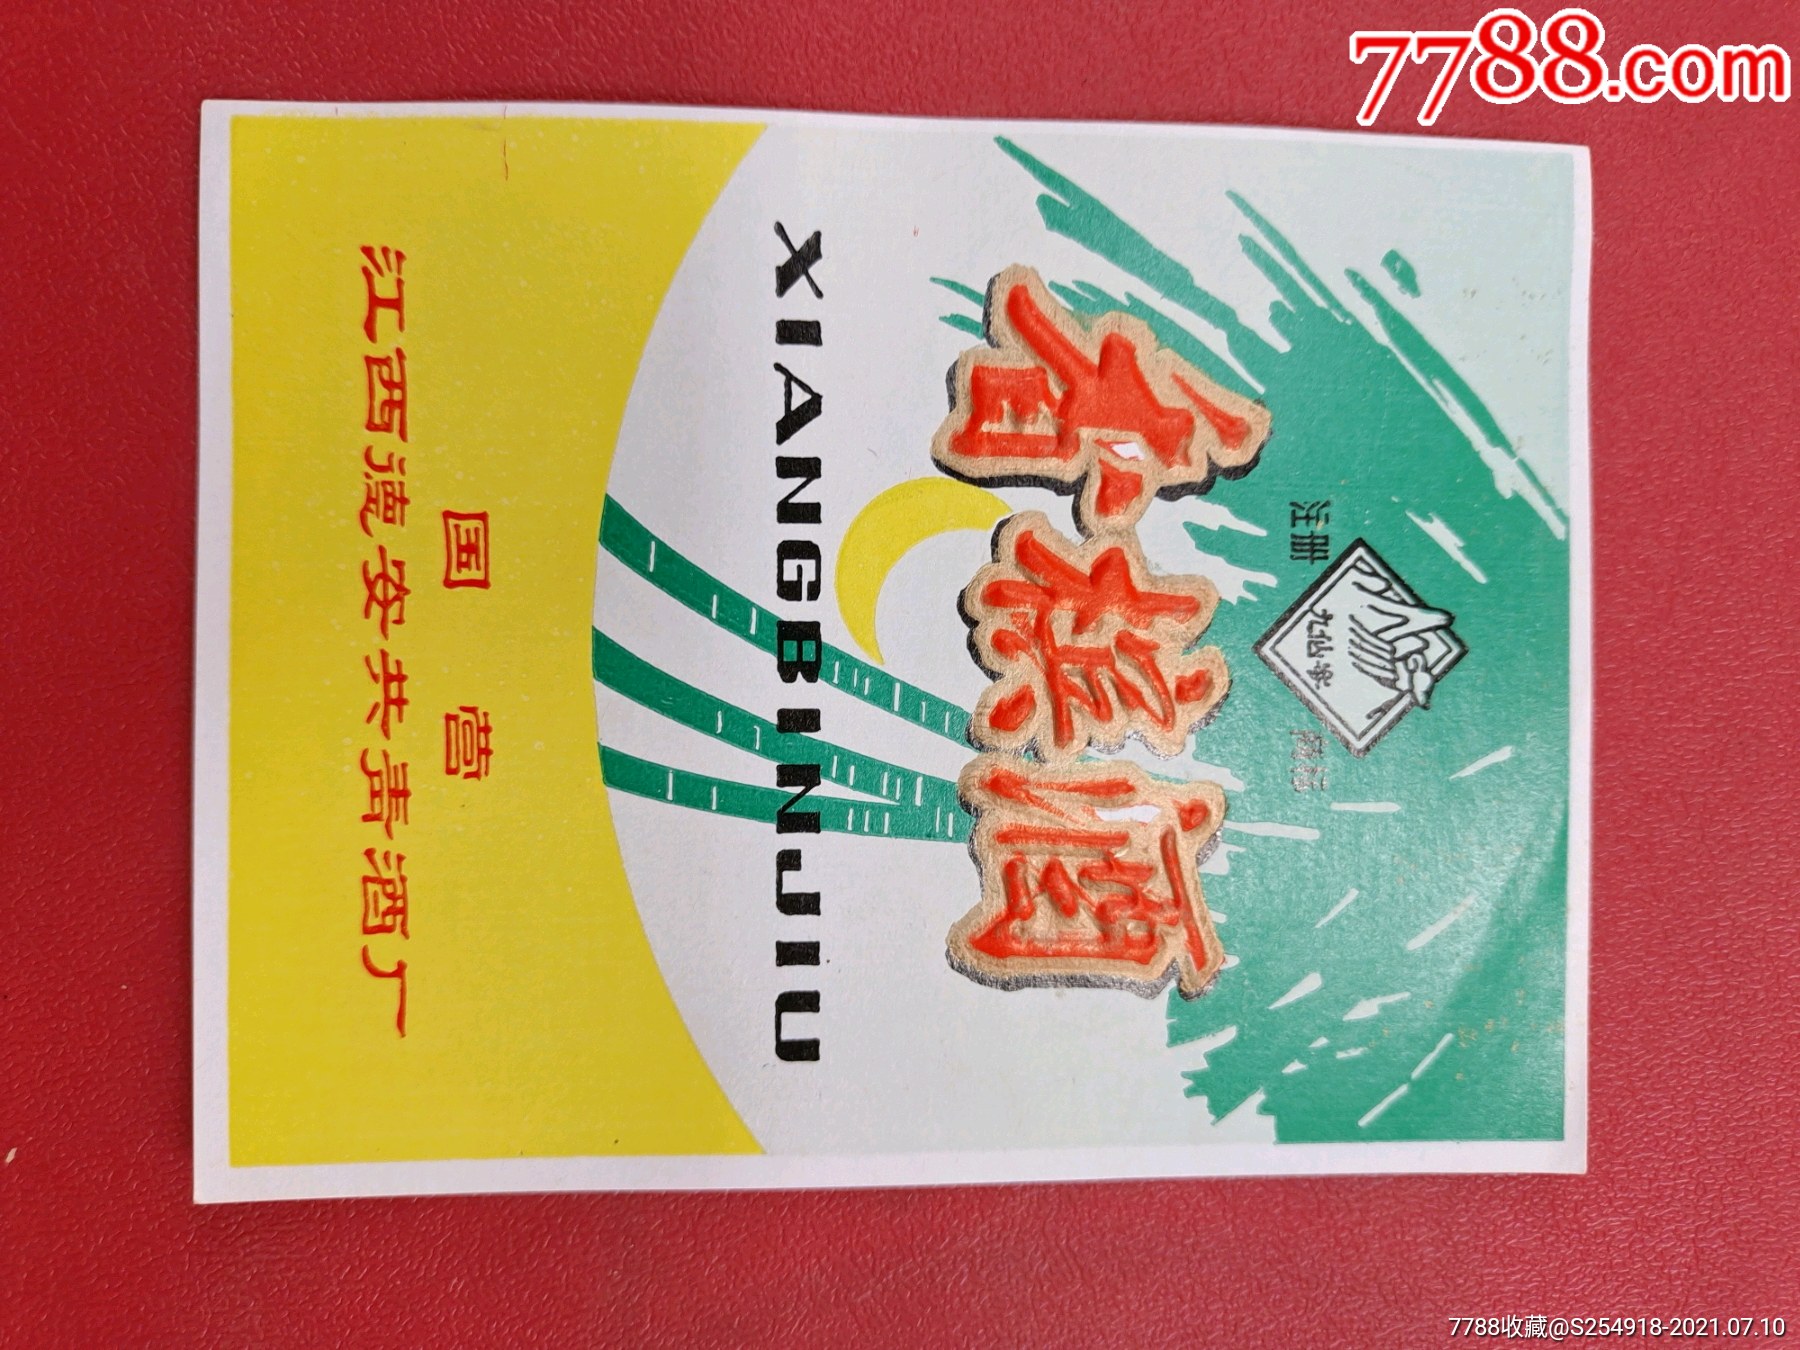 7788.com
注册 商标
九仙岭
香槟酒
XIANGBINJIU
国营
江西德安共青酒厂
7788收藏@S254918-2021.07.10